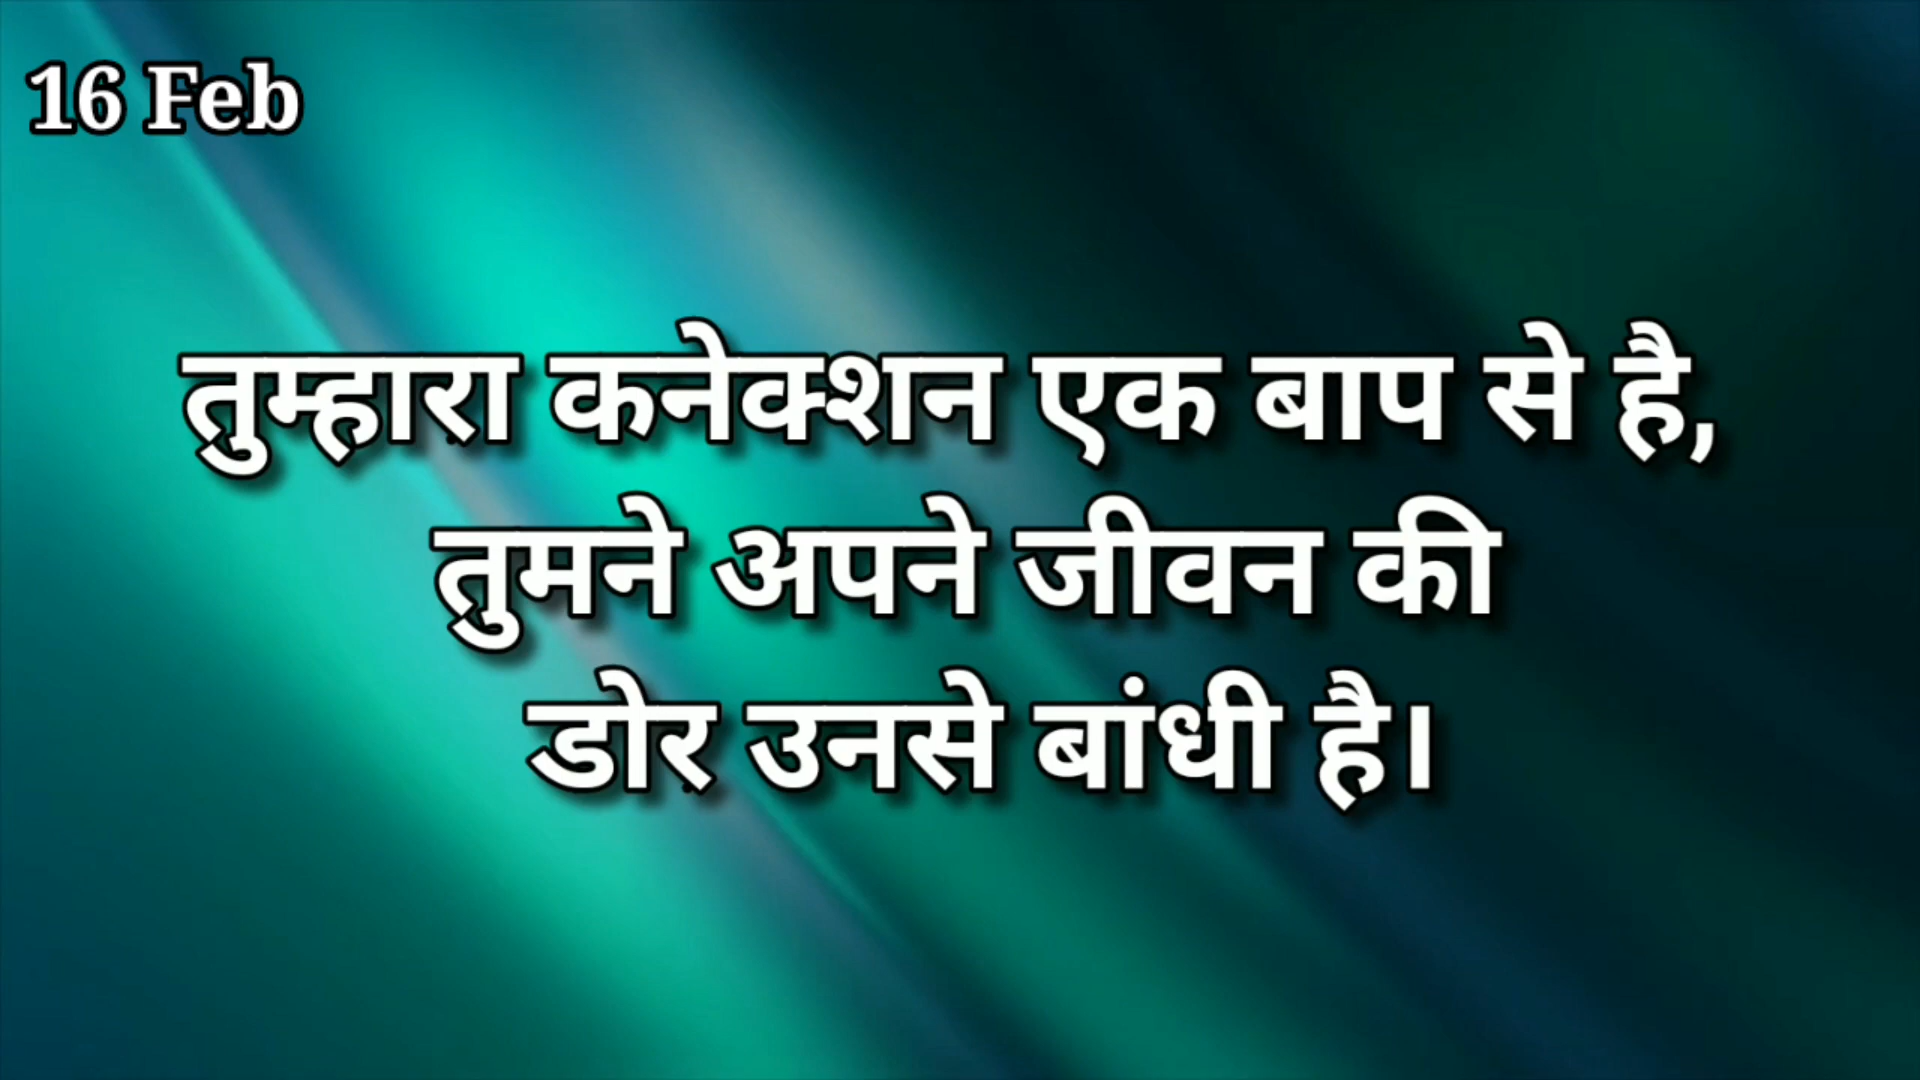 16 Feb
तुम्हारा कनेक्शन एक बाप से है,
तुमने अपने जीवन की
डोर उनसे बांधी है।